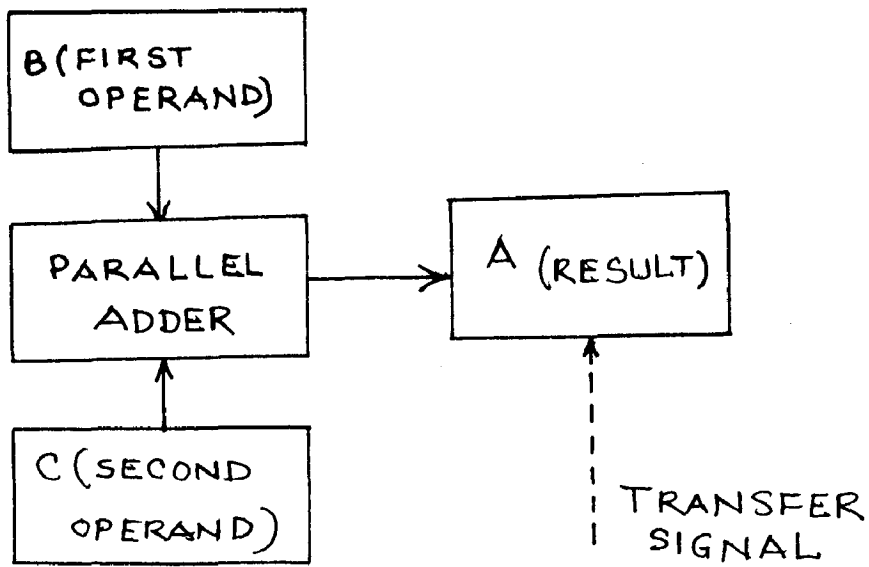 B (FIRST
OPERAND)
PARALLEL
ADDER
A (RESULT)
C (SECOND
OPERAND)
TRANSFER
SIGNAL